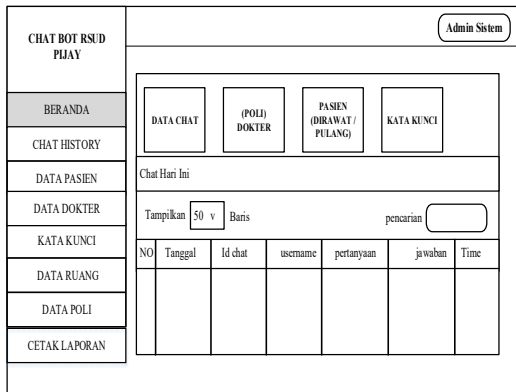 CHAT BOT RSUD
PIJAY
Admin Sistem
BERANDA
CHAT HISTORY
DATA PASIEN
DATA DOKTER
KATA KUNCI
DATA RUANG
DATA POLI
CETAK LAPORAN
DATA CHAT
(POLI)
DOKTER
PASIEN
(DIRAWAT /
PULANG)
KATA KUNCI
Chat Hari Ini
Tampilkan 50 v Baris pencarian
NO Tanggal Id chat username pertanyaan jawaban Time